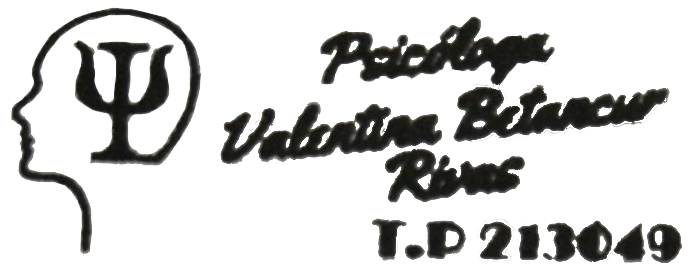 Ψ
Psicóloga
Valentina Betancur
Rivas
T.P 213049